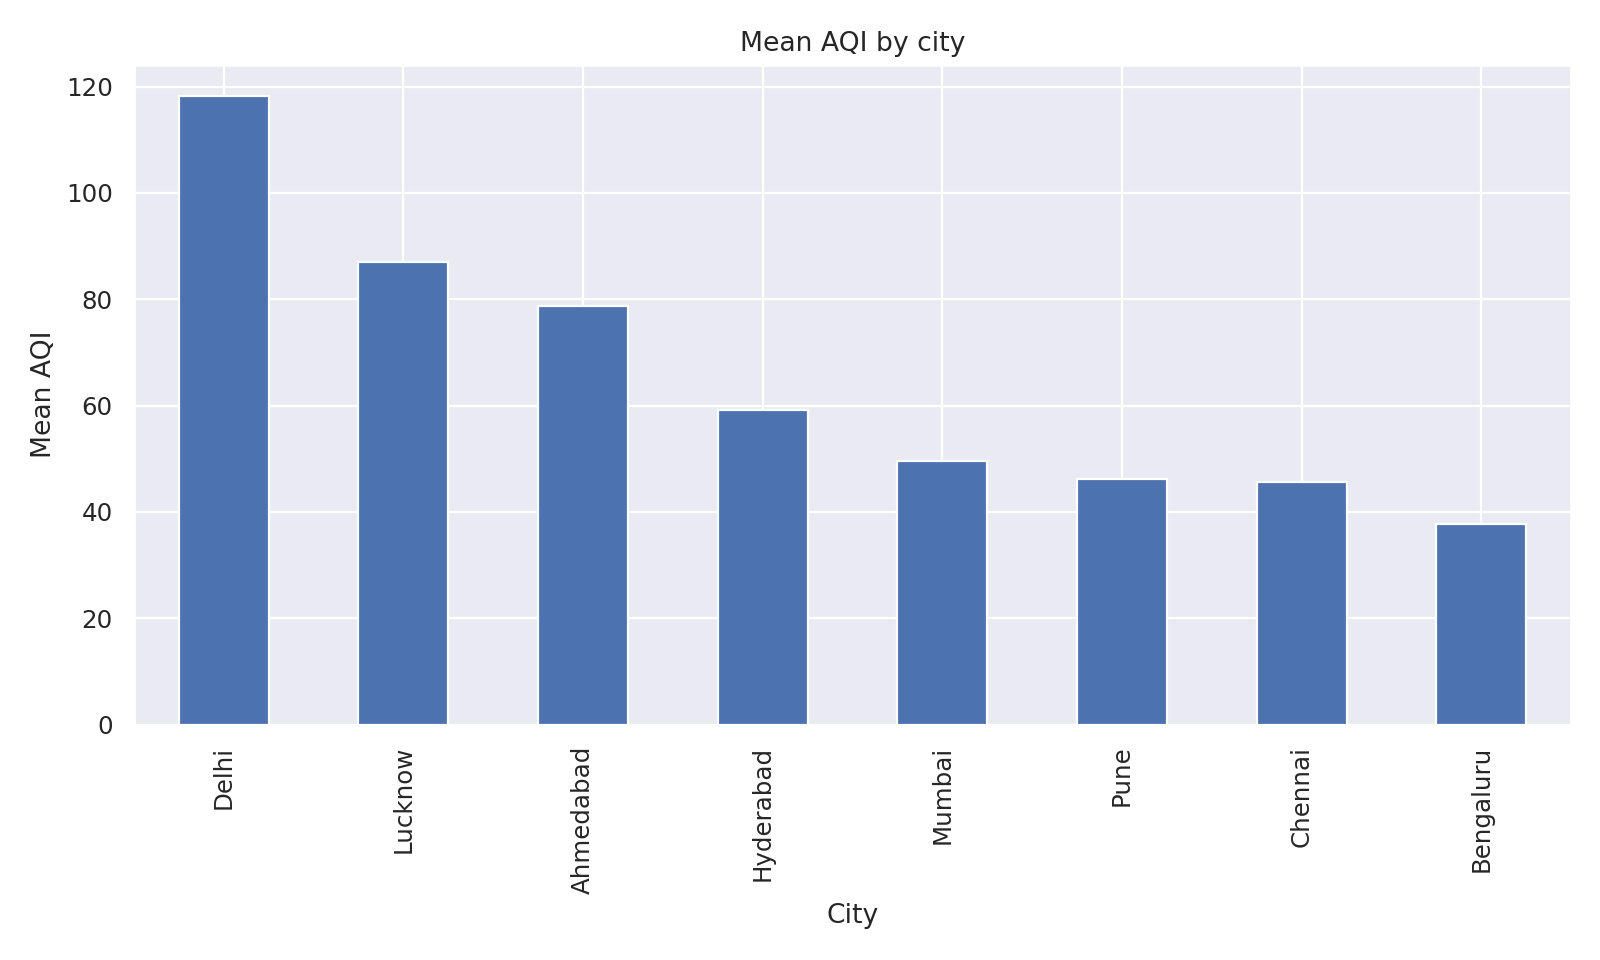 Mean AQI by city
Mean AQI
120
100
80
60
40
20
0
Delhi
Lucknow
Ahmedabad
Hyderabad
Mumbai
Pune
Chennai
Bengaluru
City